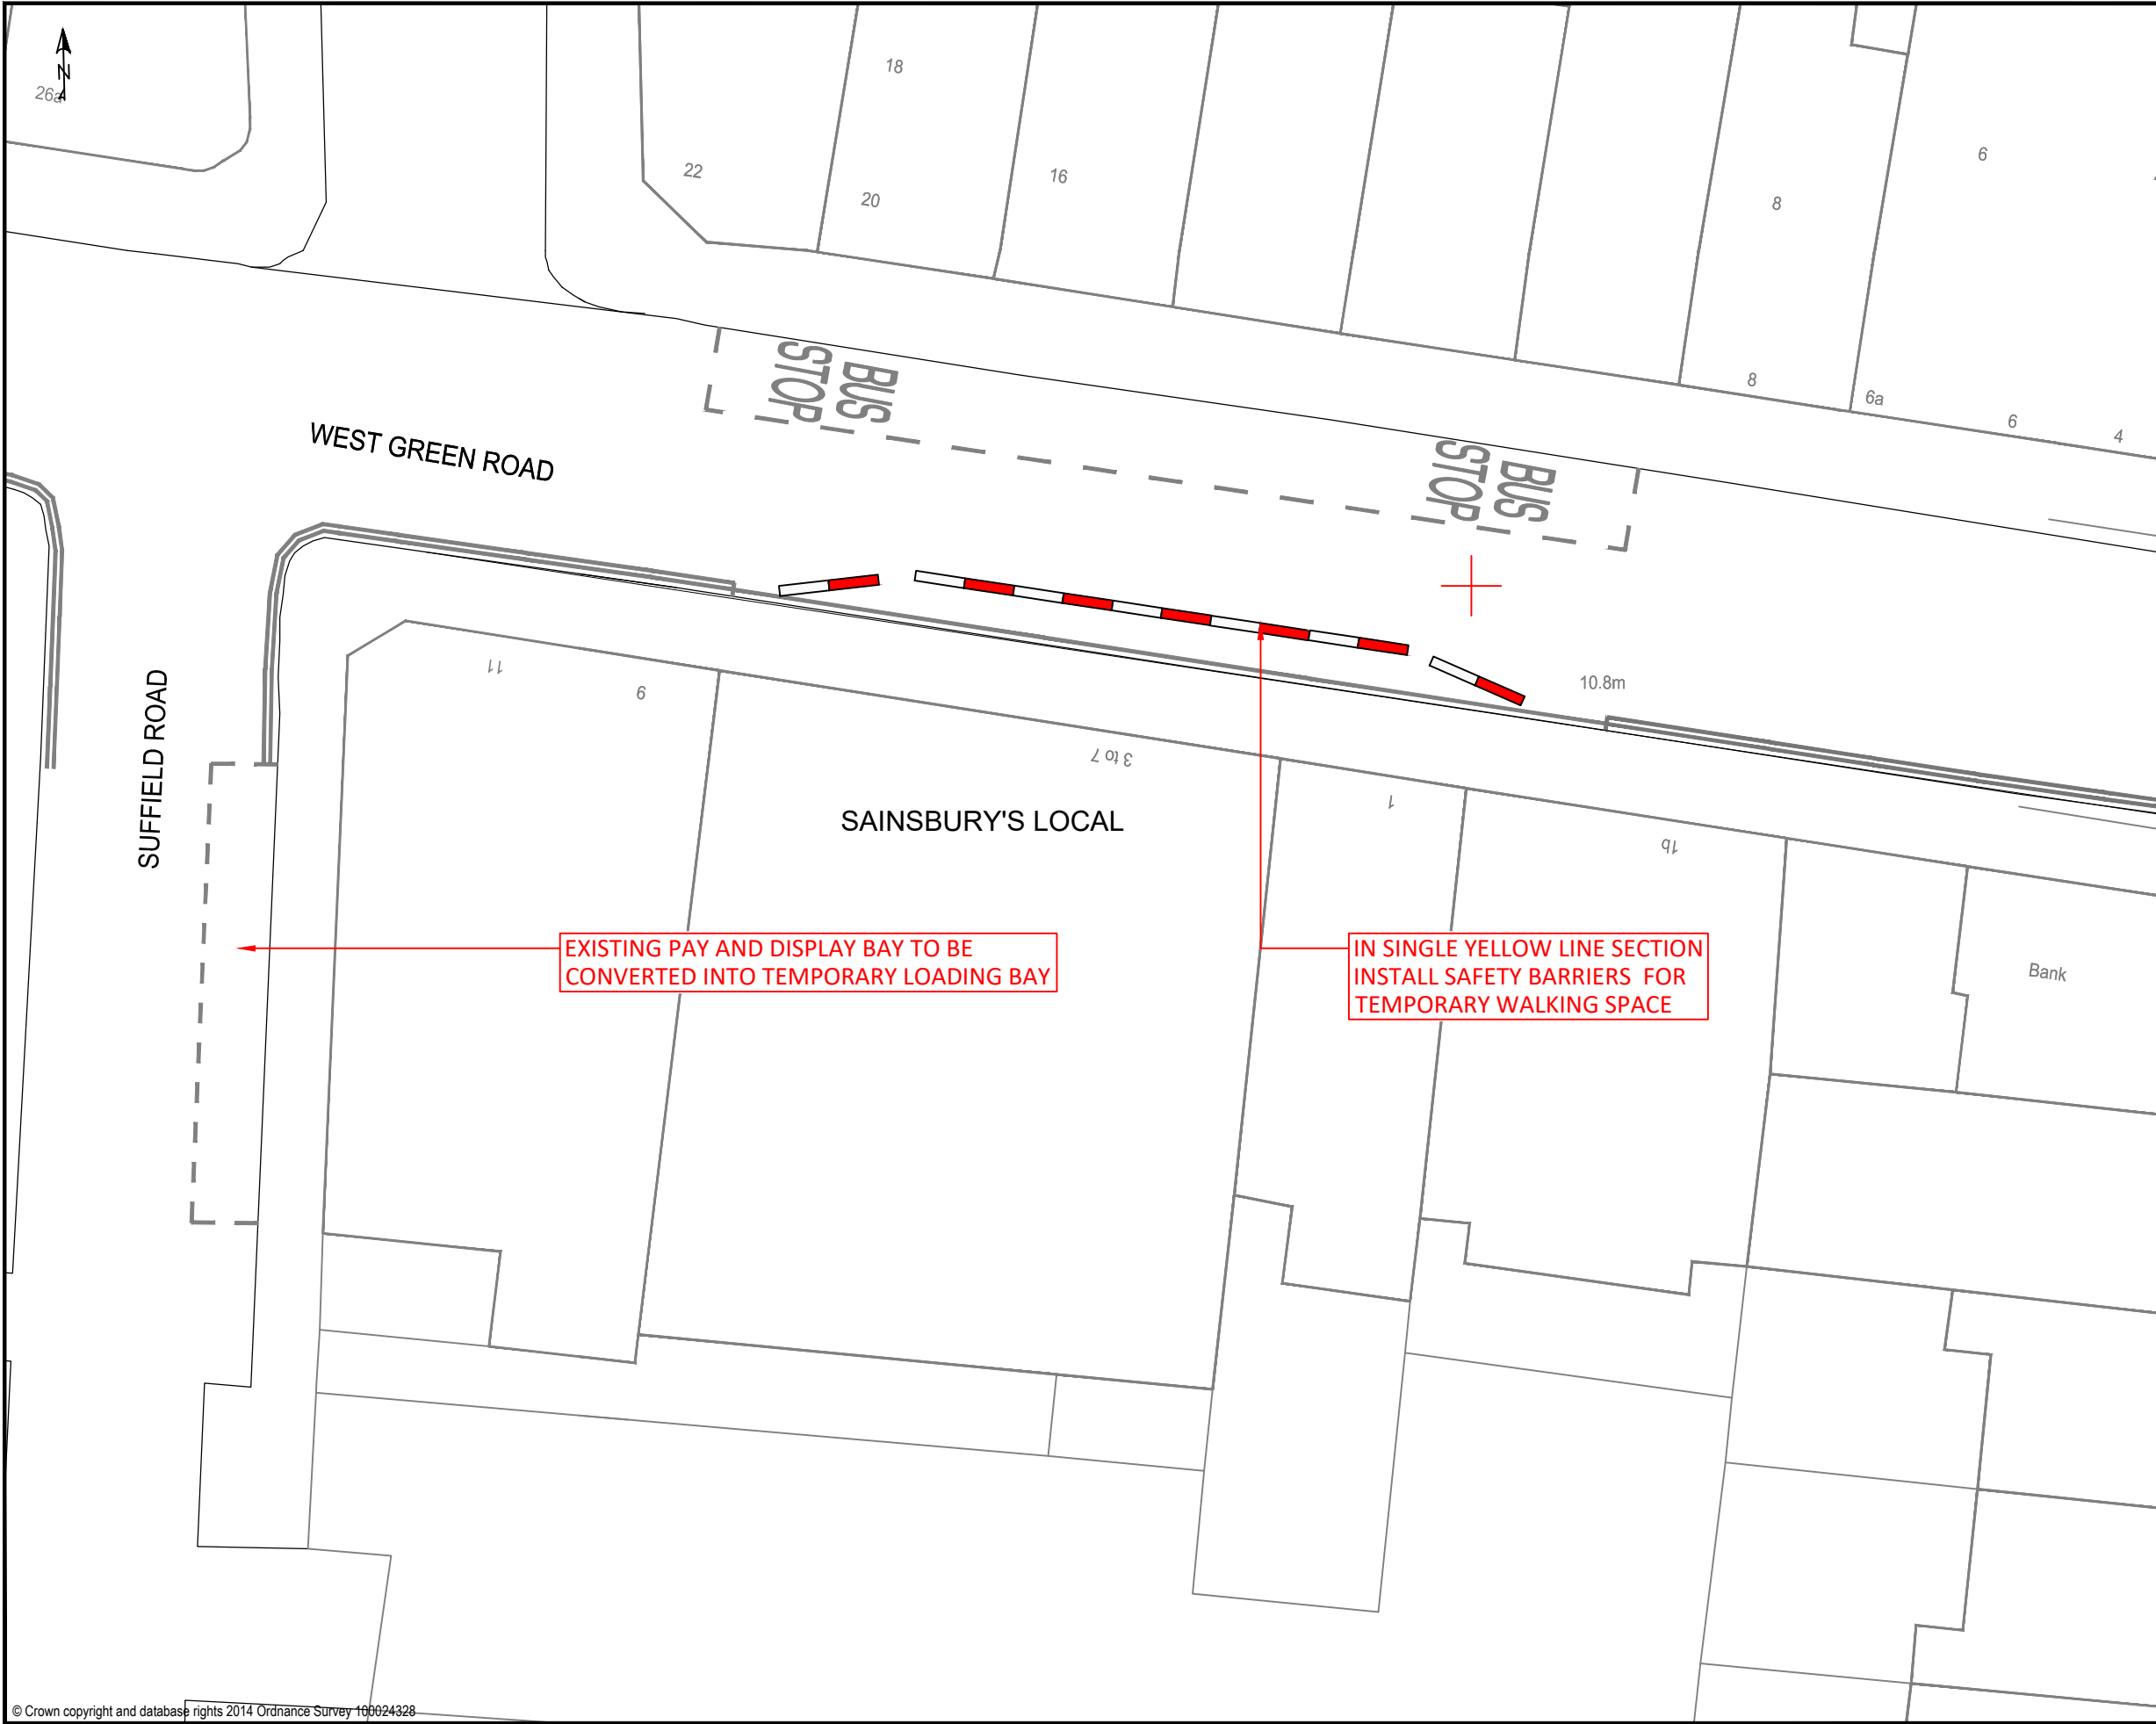 N
26a
18
22
20
16
6
8
8
6a
6
4
BUS
STOP
BUS
STOP
WEST GREEN ROAD
10.8m
11
9
3 to 7
1
1b
SUFFIELD ROAD
SAINSBURY'S LOCAL
EXISTING PAY AND DISPLAY BAY TO BE
CONVERTED INTO TEMPORARY LOADING BAY
IN SINGLE YELLOW LINE SECTION
INSTALL SAFETY BARRIERS FOR
TEMPORARY WALKING SPACE
Bank
© Crown copyright and database rights 2014 Ordnance Survey 100024328